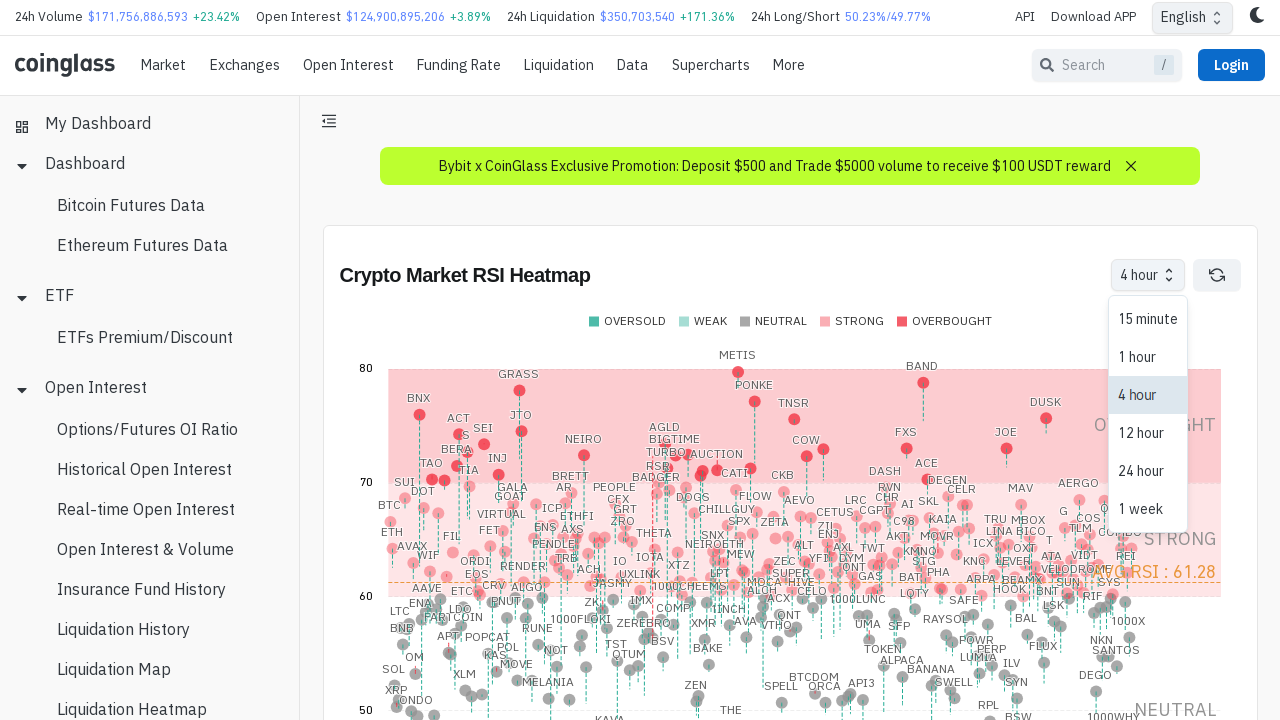 24h Volume $171,756,886,593 +23.42% Open Interest $124,900,895,206 +3.89% 24h Liquidation $350,703,540 +171.36% 24h Long/Short 50.23%/49.77% API Download APP English
coinglass Market Exchanges Open Interest Funding Rate Liquidation Data Supercharts More Search / Login
My Dashboard
Dashboard
Bitcoin Futures Data
Ethereum Futures Data
ETF
ETFs Premium/Discount
Open Interest
Options/Futures OI Ratio
Historical Open Interest
Real-time Open Interest
Open Interest & Volume
Insurance Fund History
Liquidation History
Liquidation Map
Liquidation Heatmap
Bybit x CoinGlass Exclusive Promotion: Deposit $500 and Trade $5000 volume to receive $100 USDT reward
Crypto Market RSI Heatmap
4 hour
15 minute
1 hour
4 hour
12 hour
24 hour
1 week
OVERSOLD WEAK NEUTRAL STRONG OVERBOUGHT
METIS
80
BAND
GRASS PONKE
BNX TNSR DUSK
ACT JTO
SEI AGLD
NEIRO BIGTIME COW FXS JOE
BERA TURBO AUCTION
TAO INJ RSR ACE
TIA CATI DASH
SUI BRETT BADGER CKB DEGEN
70
DOT GALA AR PEOPLE RVN CELR MAV AERGO
BTC GOAT CFX DOGS FLOW AEVO LRC CHR SKL
VIRTUAL ICP GRT CHILLGUY CETUS CGPT AI G
ETH FET ENS ETHFI ZRO SPX ZETA C98 KAIA TRU MBOX COS
FIL AXS THETA SNX ENJ AKT MOVR LINA BICO TLM
STRONG
AVAX PENDLE NEIROETH ALT AXL TWT KMNO ICX OXT T
WIF ORDI TRB IO IOTA MEW YFI DYM STG KNC LEVER ATA VIDT REI
EOS RENDER ACH UXLINK XTZ LPT ZEC SUPER ONT GAS BAT PHA VELODROME
AVG RSI : 61.28
AAVE ETC CRV ALGO JASMY 1000CHEEMS MOCA HIVE ARPA BEAMX SUN SYS
60
ENA ENJT ZK IMX ALCH CELO LQTY HOOK BNT RIF
LTC LDO FARTCOIN COMP 1INCH ACX 1000LUNC SAFE LSK
BNB RUNE 1000FLOKI ZEREBRO XMR AVA QNT UMA SFP RAYSOL BAL 1000X
APT POPCAT VTHO
OM POL KAS NOT TST BSV BAKE TOKEN POWR PERP FLUX NKN
SOL MOVE QTUM ALPACA LUMIA ILV SANTOS
XLM MELANIA ZEN BTCDOM API3 BANANA SYN DEGO
XRP ONDO SPELL ORCA SWELL
50
KAVA THE RPL BSW 1000WHY
NEUTRAL